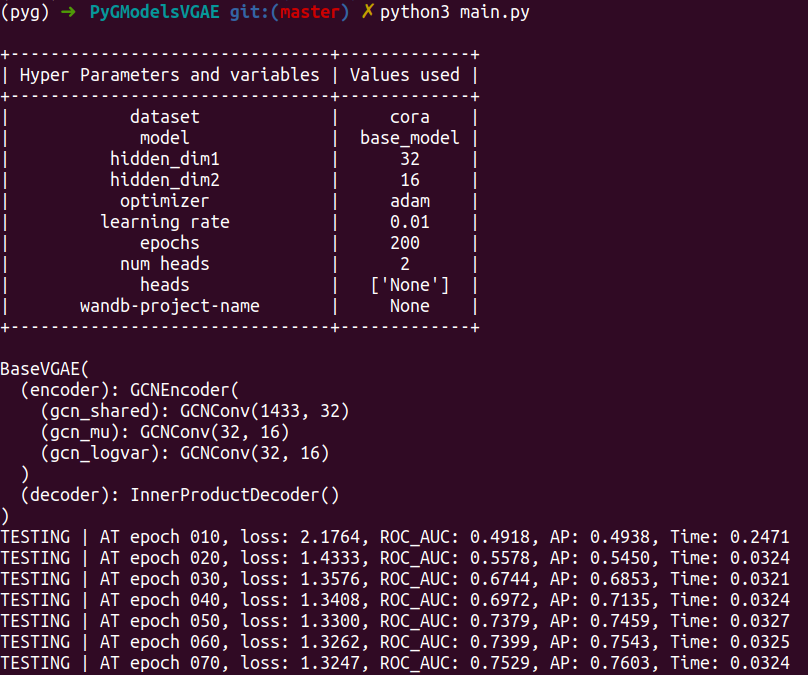 (pyg) → PyGModelsVGAE git:(master) ✗ python3 main.py
+--------------------------------+-------------+
| Hyper Parameters and variables | Values used |
+--------------------------------+-------------+
|            dataset             |     cora    |
|             model              |  base_model |
|          hidden_dim1           |      32     |
|          hidden_dim2           |      16     |
|           optimizer            |     adam    |
|         learning rate          |     0.01    |
|             epochs             |     200     |
|           num heads            |      2      |
|             heads              |   ['None']  |
|       wandb-project-name       |     None    |
+--------------------------------+-------------+
BaseVGAE(
  (encoder): GCNEncoder(
    (gcn_shared): GCNConv(1433, 32)
    (gcn_mu): GCNConv(32, 16)
    (gcn_logvar): GCNConv(32, 16)
  )
  (decoder): InnerProductDecoder()
)
TESTING | AT epoch 010, loss: 2.1764, ROC_AUC: 0.4918, AP: 0.4938, Time: 0.2471
TESTING | AT epoch 020, loss: 1.4333, ROC_AUC: 0.5578, AP: 0.5450, Time: 0.0324
TESTING | AT epoch 030, loss: 1.3576, ROC_AUC: 0.6744, AP: 0.6853, Time: 0.0321
TESTING | AT epoch 040, loss: 1.3408, ROC_AUC: 0.6972, AP: 0.7135, Time: 0.0324
TESTING | AT epoch 050, loss: 1.3300, ROC_AUC: 0.7379, AP: 0.7459, Time: 0.0327
TESTING | AT epoch 060, loss: 1.3262, ROC_AUC: 0.7399, AP: 0.7543, Time: 0.0325
TESTING | AT epoch 070, loss: 1.3247, ROC_AUC: 0.7529, AP: 0.7603, Time: 0.0324